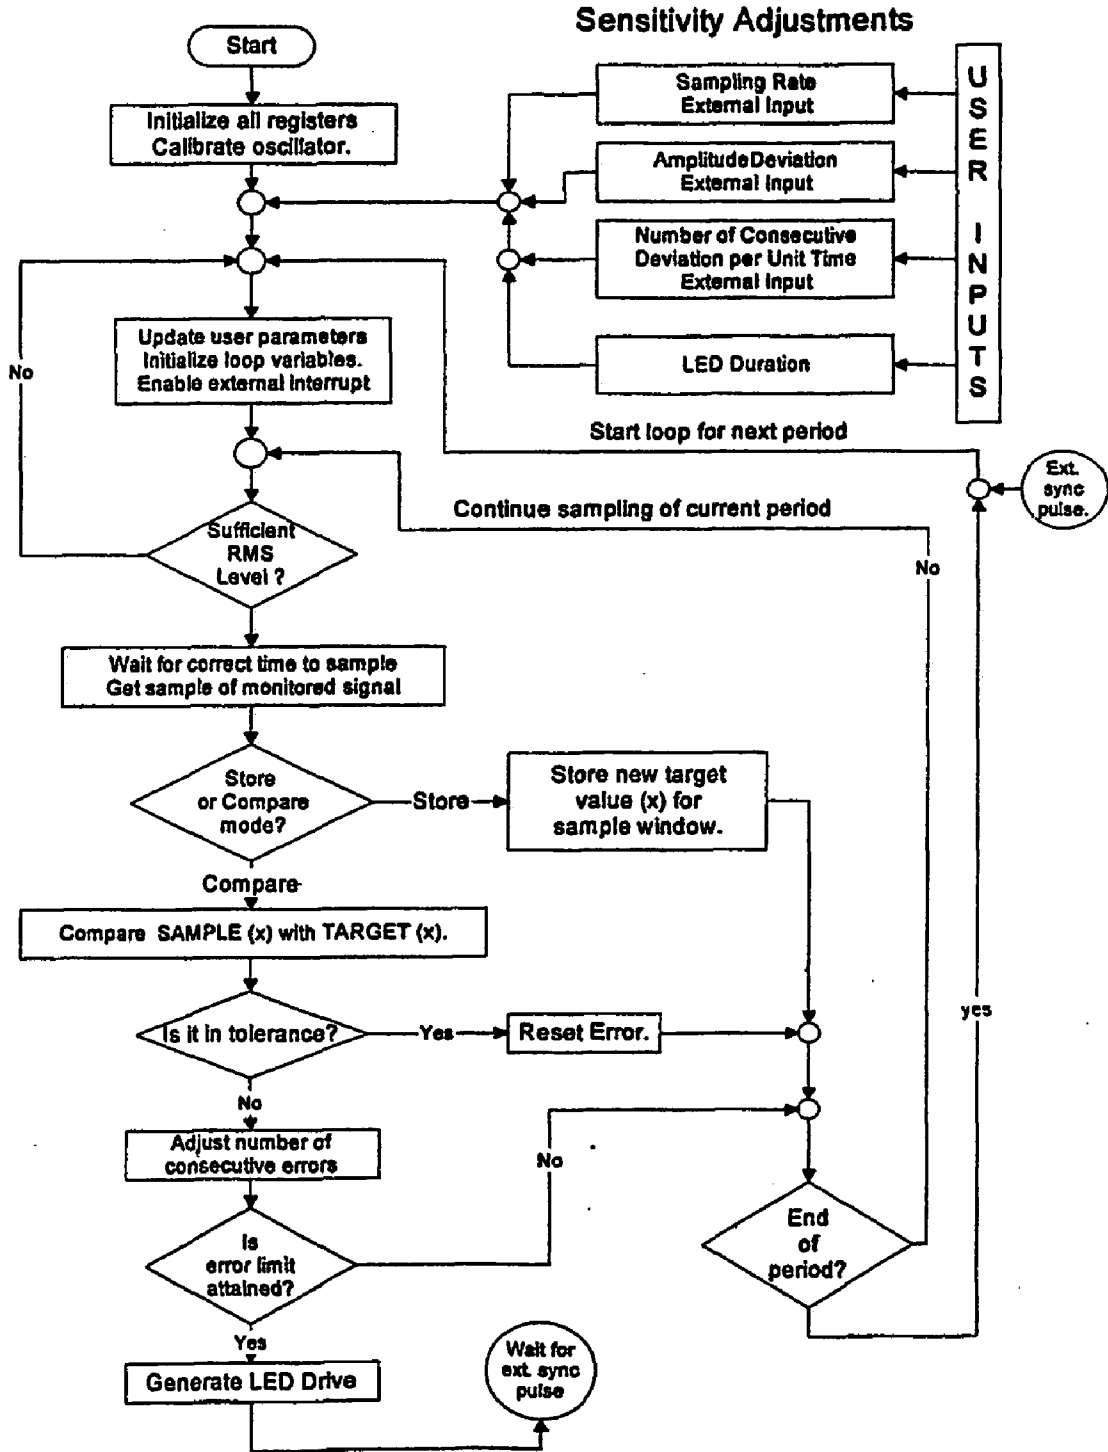 Sensitivity Adjustments
Start
Initialize all registers
Calibrate oscillator.
Sampling Rate
External Input
Amplitude Deviation
External Input
Number of Consecutive
Deviation per Unit Time
External Input
LED Duration
USER INPUTS
Update user parameters
Initialize loop variables.
Enable external interrupt
No
Start loop for next period
Ext.
sync
pulse.
Continue sampling of current period
Sufficient
RMS
Level ?
No
Wait for correct time to sample
Get sample of monitored signal
Store
or Compare
mode?
Store
Store new target
value (x) for
sample window.
Compare
Compare SAMPLE (x) with TARGET (x).
Is it in tolerance?
Yes
Reset Error.
yes
No
Adjust number of
consecutive errors
No
Is
error limit
attained?
End
of
period?
Yes
Generate LED Drive
Wait for
ext. sync
pulse